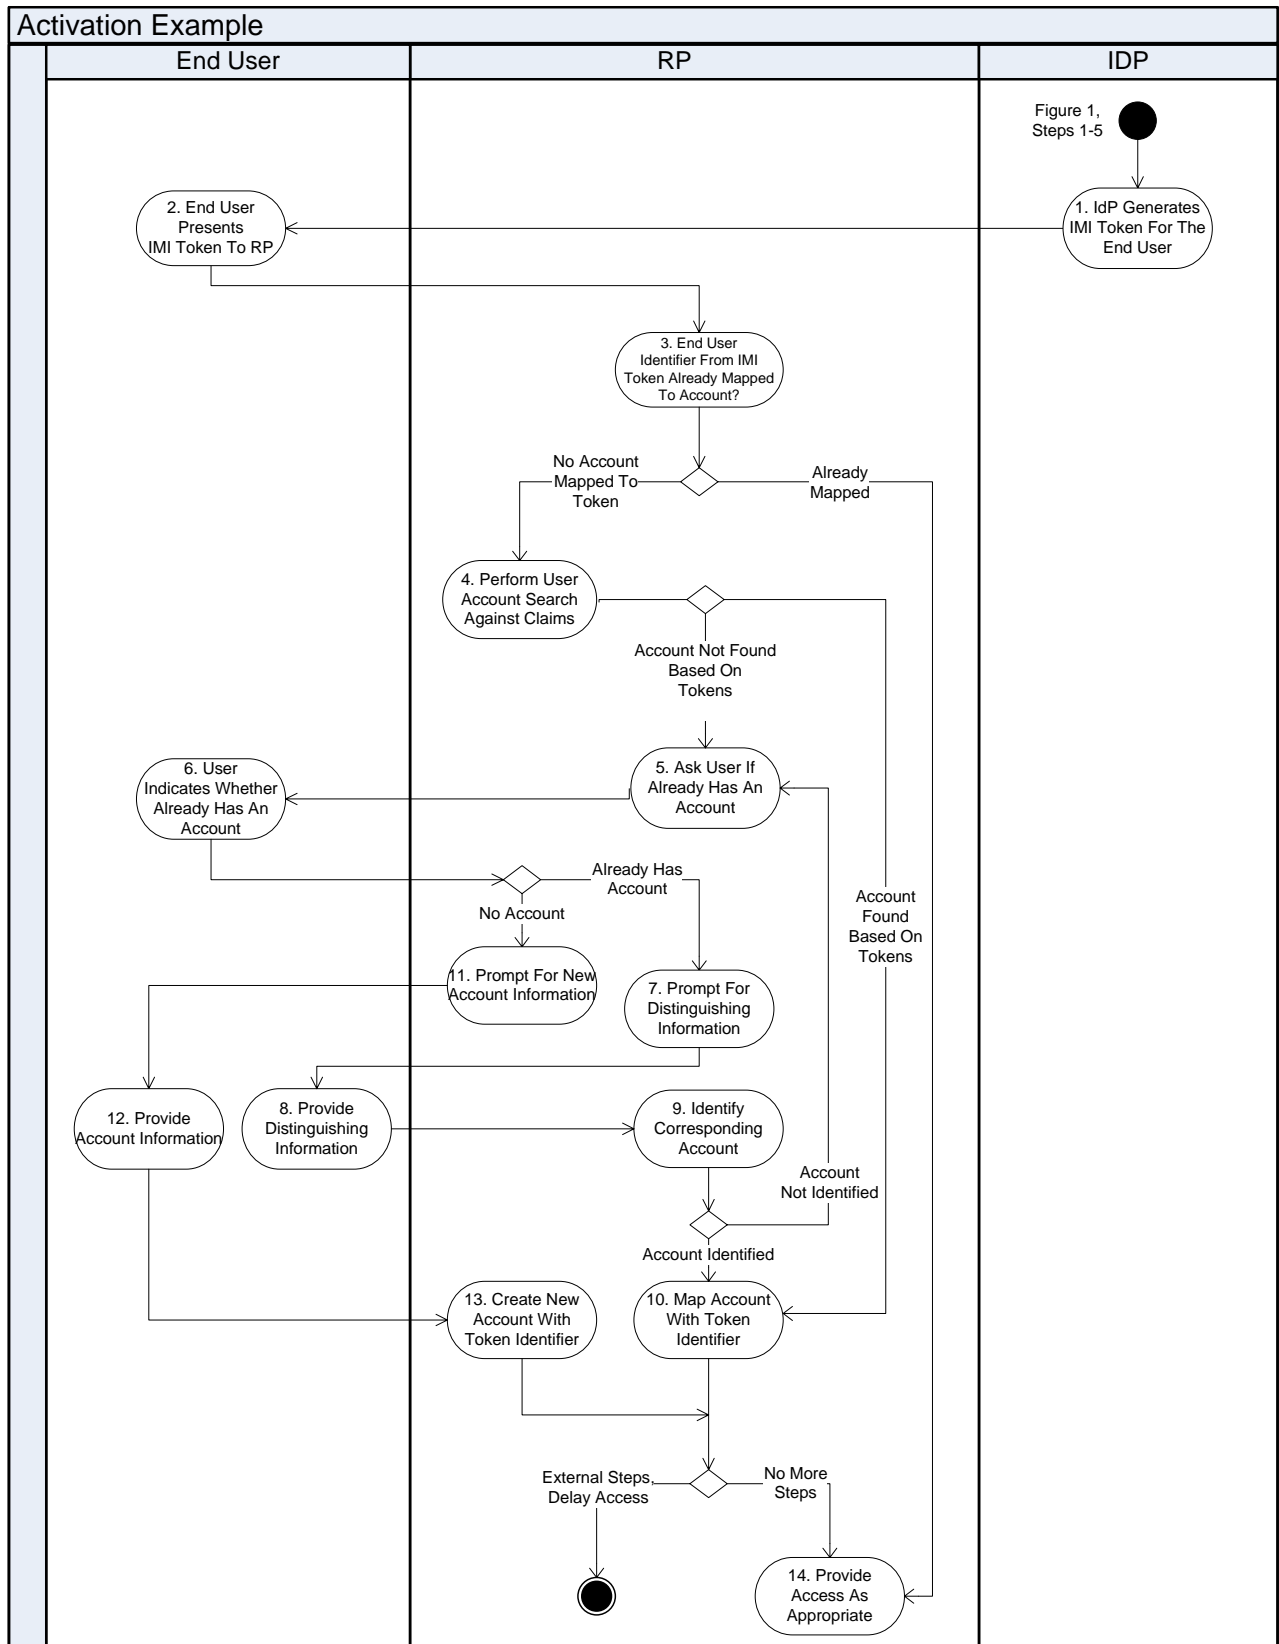 Activation Example
End User
RP
IDP
Figure 1,
Steps 1-5
1. IdP Generates
IMI Token For The
End User
2. End User
Presents
IMI Token To RP
3. End User
Identifier From IMI
Token Already Mapped
To Account?
No Account
Mapped To
Token
Already
Mapped
4. Perform User
Account Search
Against Claims
Account Not Found
Based On
Tokens
5. Ask User If
Already Has An
Account
6. User
Indicates Whether
Already Has An
Account
Already Has
Account
No Account
Account
Found
Based On
Tokens
11. Prompt For New
Account Information
7. Prompt For
Distinguishing
Information
12. Provide
Account Information
8. Provide
Distinguishing
Information
9. Identify
Corresponding
Account
Account
Not Identified
Account Identified
13. Create New
Account With
Token Identifier
10. Map Account
With Token
Identifier
External Steps,
Delay Access
No More
Steps
14. Provide
Access As
Appropriate